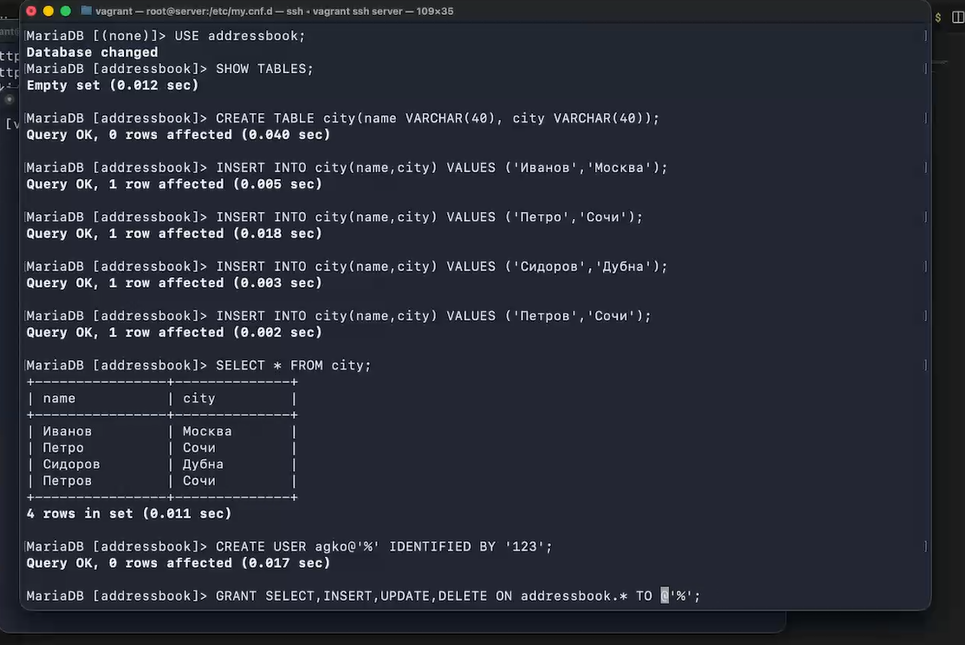 vagrant — root@server:/etc/my.cnf.d — ssh ◂ vagrant ssh server — 109×35
MariaDB [(none)]> USE addressbook;
Database changed
MariaDB [addressbook]> SHOW TABLES;
Empty set (0.012 sec)
MariaDB [addressbook]> CREATE TABLE city(name VARCHAR(40), city VARCHAR(40));
Query OK, 0 rows affected (0.040 sec)
MariaDB [addressbook]> INSERT INTO city(name,city) VALUES ('Иванов','Москва');
Query OK, 1 row affected (0.005 sec)
MariaDB [addressbook]> INSERT INTO city(name,city) VALUES ('Петро','Сочи');
Query OK, 1 row affected (0.018 sec)
MariaDB [addressbook]> INSERT INTO city(name,city) VALUES ('Сидоров','Дубна');
Query OK, 1 row affected (0.003 sec)
MariaDB [addressbook]> INSERT INTO city(name,city) VALUES ('Петров','Сочи');
Query OK, 1 row affected (0.002 sec)
MariaDB [addressbook]> SELECT * FROM city;
+----------------+--------------+
| name | city |
+----------------+--------------+
| Иванов | Москва |
| Петро | Сочи |
| Сидоров | Дубна |
| Петров | Сочи |
+----------------+--------------+
4 rows in set (0.011 sec)
MariaDB [addressbook]> CREATE USER agko@'%' IDENTIFIED BY '123';
Query OK, 0 rows affected (0.017 sec)
MariaDB [addressbook]> GRANT SELECT,INSERT,UPDATE,DELETE ON addressbook.* TO @'%';